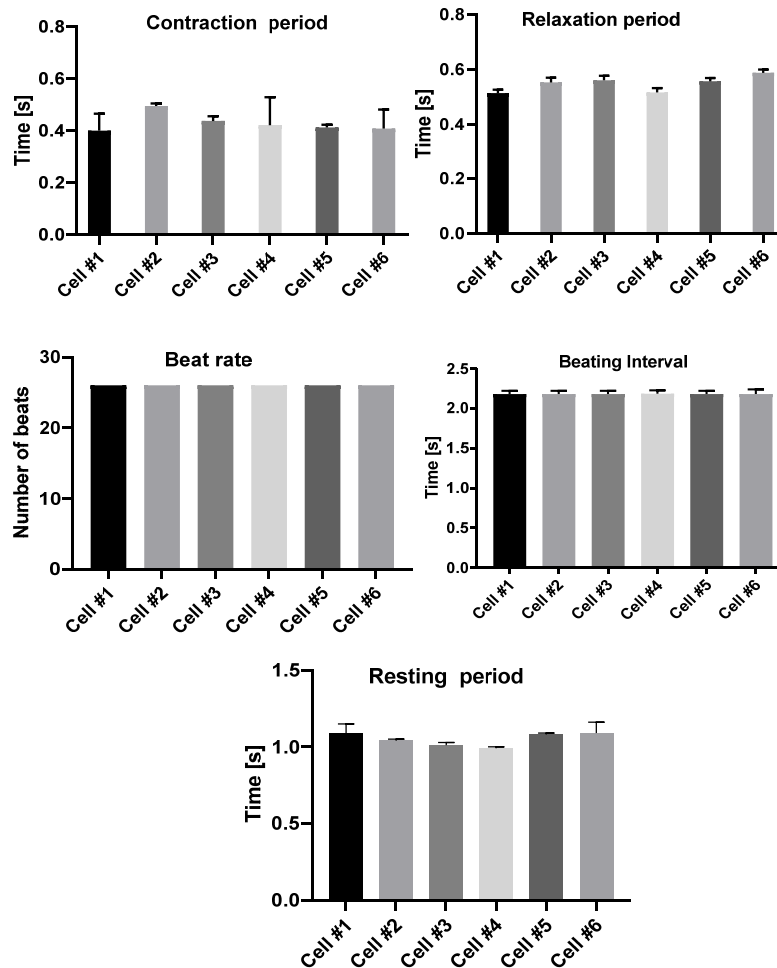 Contraction period
Time [s]
0.8
0.6
0.4
0.2
0.0
Cell #1
Cell #2
Cell #3
Cell #4
Cell #5
Cell #6
Relaxation period
Time [s]
0.8
0.6
0.4
0.2
0.0
Cell #1
Cell #2
Cell #3
Cell #4
Cell #5
Cell #6
Beat rate
Number of beats
30
20
10
0
Cell #1
Cell #2
Cell #3
Cell #4
Cell #5
Cell #6
Beating Interval
Time [s]
2.5
2.0
1.5
1.0
0.5
0.0
Cell #1
Cell #2
Cell #3
Cell #4
Cell #5
Cell #6
Resting period
Time [s]
1.5
1.0
0.5
0.0
Cell #1
Cell #2
Cell #3
Cell #4
Cell #5
Cell #6